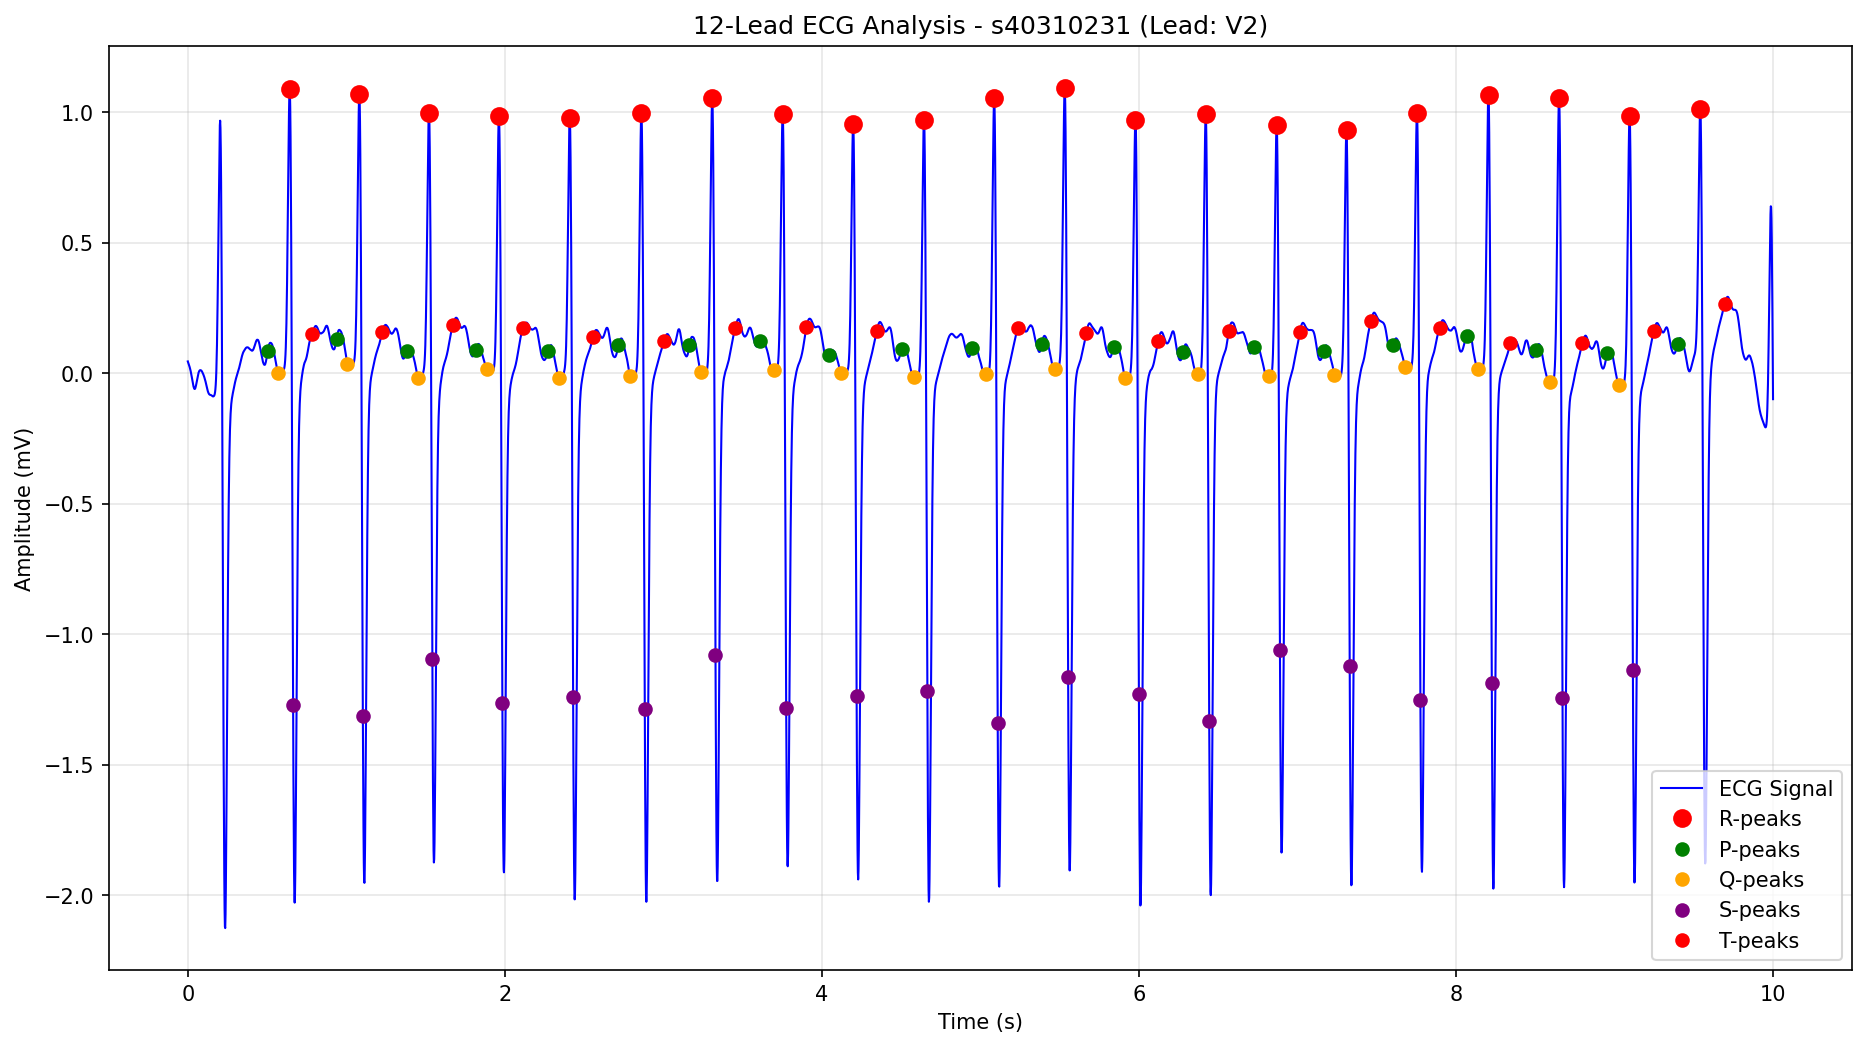 12-Lead ECG Analysis - s40310231 (Lead: V2)
1.0
0.5
0.0
−0.5
−1.0
−1.5
−2.0
Amplitude (mV)
ECG Signal
R-peaks
P-peaks
Q-peaks
S-peaks
T-peaks
0 2 4 6 8 10
Time (s)